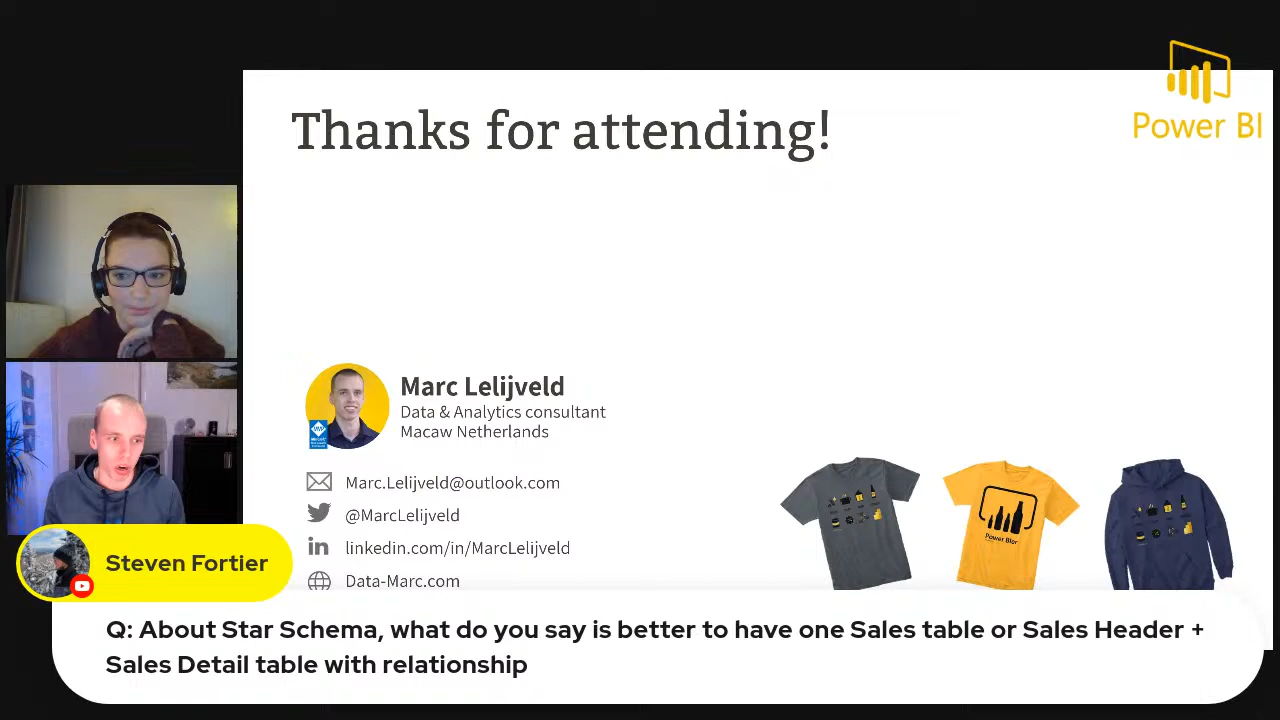 Thanks for attending!
Power BI
Marc Lelijveld
Data & Analytics consultant
Macaw Netherlands
Marc.Lelijveld@outlook.com
@MarcLelijveld
linkedin.com/in/MarcLelijveld
Data-Marc.com
Power BIer
Steven Fortier
Q: About Star Schema, what do you say is better to have one Sales table or Sales Header +
Sales Detail table with relationship